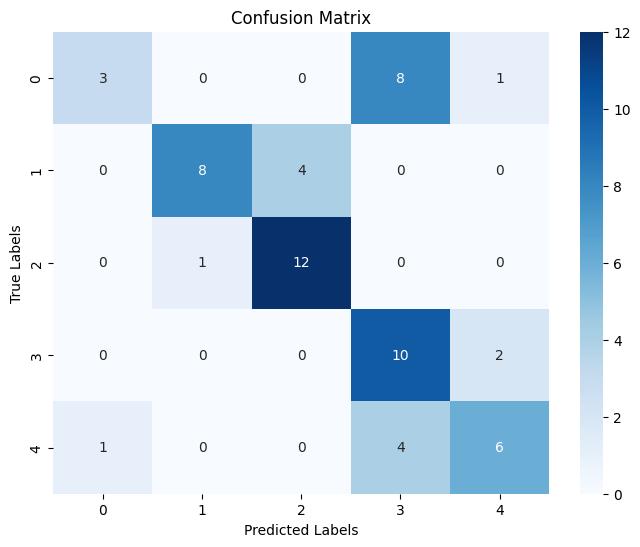 Confusion Matrix
True Labels
0 3 0 0 8 1
1 0 8 4 0 0
2 0 1 12 0 0
3 0 0 0 10 2
4 1 0 0 4 6
0 1 2 3 4
Predicted Labels
12
10
8
6
4
2
0